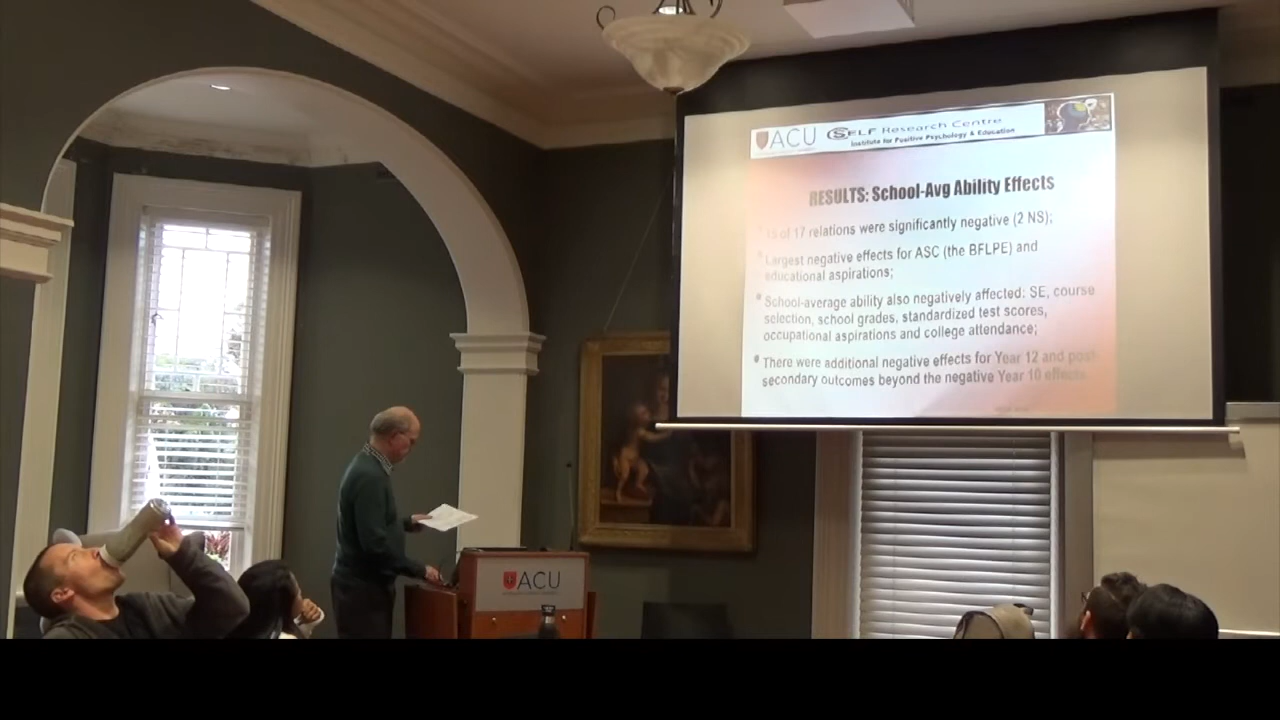 ACU
SELF Research Centre
Institute for Positive Psychology & Education
RESULTS: School-Avg Ability Effects
of 17 relations were significantly negative (2 NS);
Largest negative effects for ASC (the BFLPE) and
educational aspirations;
• School-average ability also negatively affected: SE, course
selection, school grades, standardized test scores,
occupational aspirations and college attendance;
• There were additional negative effects for Year 12 and post
secondary outcomes beyond the negative Year 10 effects
ACU